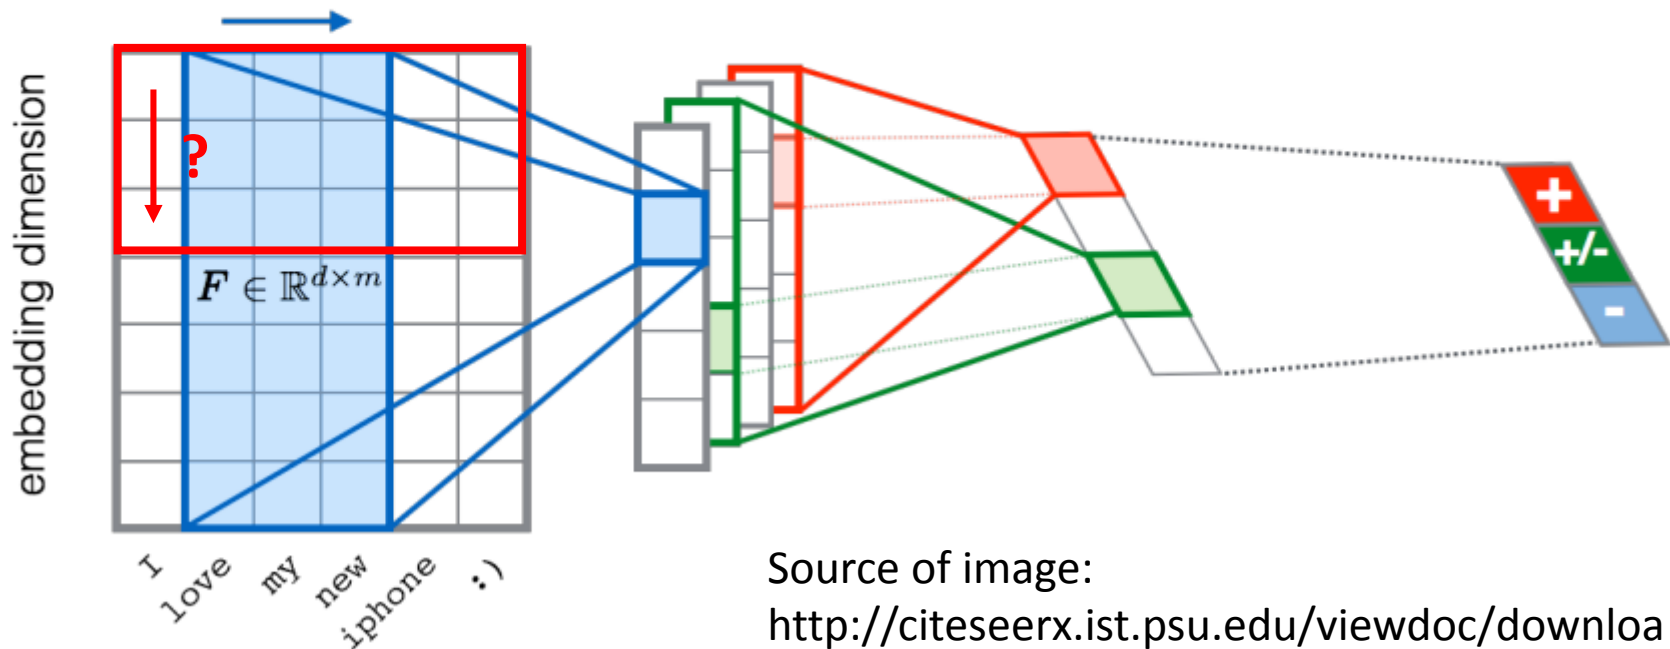 embedding dimension
?
F ∈ ℝ^{d×m}
I love my new iphone :)
+
+/-
-
Source of image:
http://citeseerx.ist.psu.edu/viewdoc/downloa